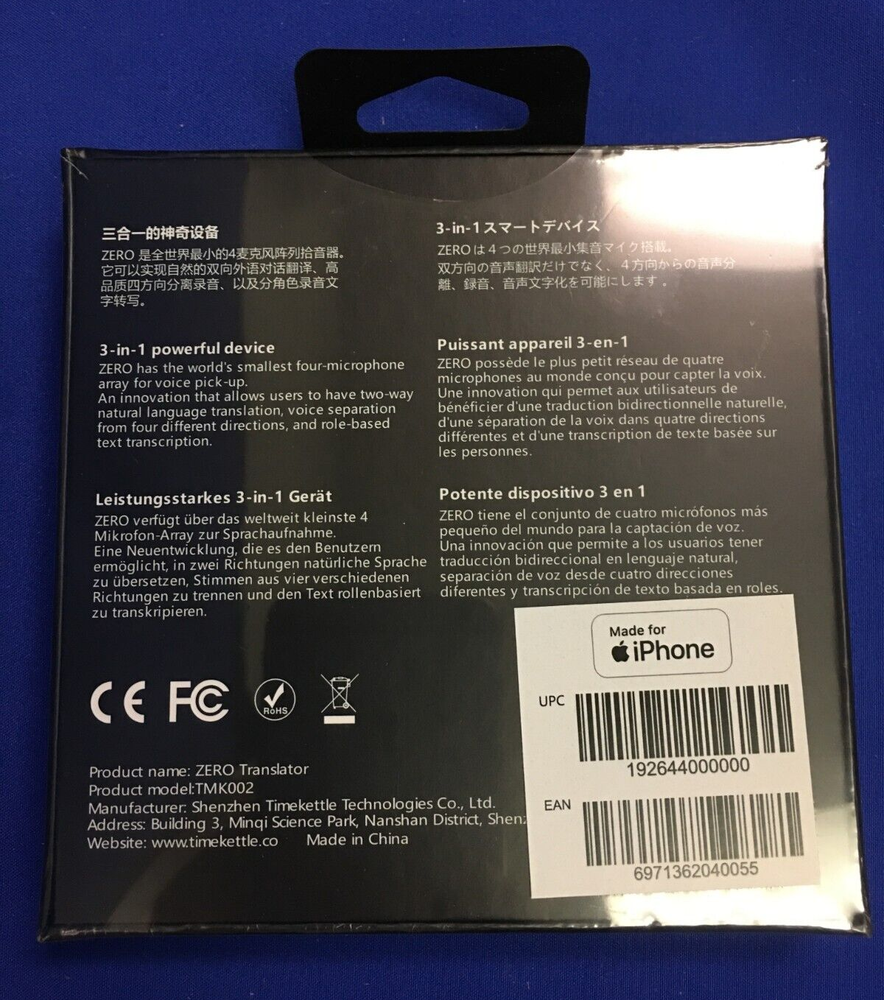 三合一的神奇设备
ZERO 是全世界最小的4麦克风阵列拾音器。
它可以实现自然的双向外语对话翻译、高
品质四方向分离录音、以及分角色录音文
字转写。
3-in-1スマートデバイス
ZEROは４つの世界最小集音マイク搭載。
双方向の音声翻訳だけでなく、４方向からの音声分
離、録音、音声文字化を可能にします。
3-in-1 powerful device
ZERO has the world's smallest four-microphone
array for voice pick-up.
An innovation that allows users to have two-way
natural language translation, voice separation
from four different directions, and role-based
text transcription.
Puissant appareil 3-en-1
ZERO possède le plus petit réseau de quatre
microphones au monde conçu pour capter la voix.
Une innovation qui permet aux utilisateurs de
bénéficier d'une traduction bidirectionnelle naturelle,
d'une séparation de la voix dans quatre directions
différentes et d'une transcription de texte basée sur
les personnes.
Leistungsstarkes 3-in-1 Gerät
ZERO verfügt über das weltweit kleinste 4
Mikrofon-Array zur Sprachaufnahme.
Eine Neuentwicklung, die es den Benutzern
ermöglicht, in zwei Richtungen natürliche Sprache
zu übersetzen, Stimmen aus vier verschiedenen
Richtungen zu trennen und den Text rollenbasiert
zu transkripieren.
Potente dispositivo 3 en 1
ZERO tiene el conjunto de cuatro micrófonos más
pequeño del mundo para la captación de voz.
Una innovación que permite a los usuarios tener
traducción bidireccional en lenguaje natural,
separación de voz desde cuatro direcciones
diferentes y transcripción de texto basada en roles.
CE FC RoHS
Product name: ZERO Translator
Product model:TMK002
Manufacturer: Shenzhen Timekettle Technologies Co., Ltd.
Address: Building 3, Minqi Science Park, Nanshan District,
Website: www.timekettle.co Made in China
Made for
iPhone
UPC
192644000000
EAN
6971362040055